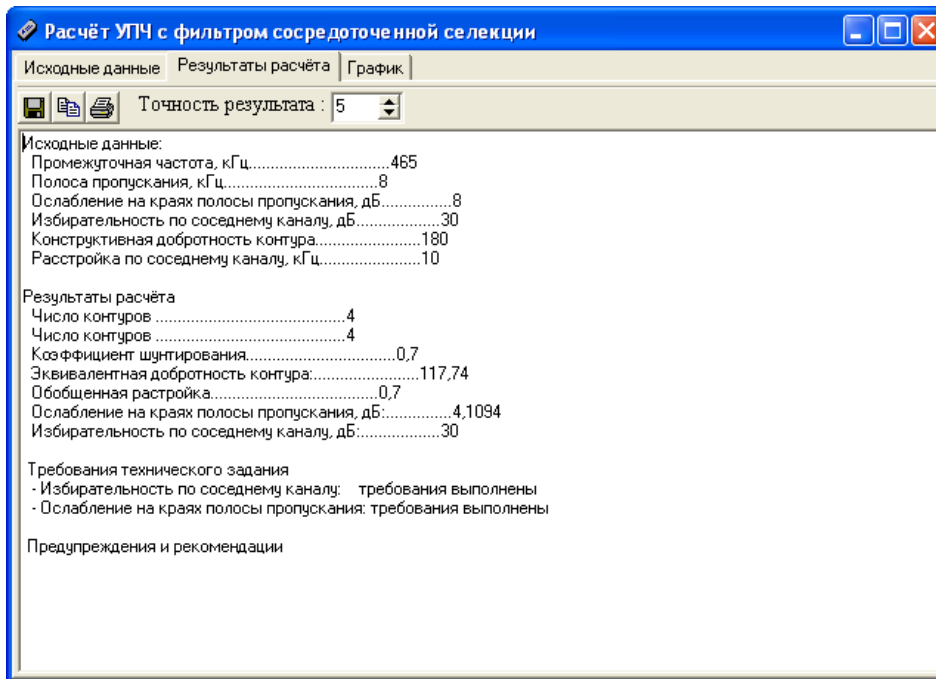 Расчёт УПЧ с фильтром сосредоточенной селекции
Исходные данные Результаты расчёта График
Точность результата : 5
Исходные данные:
Промежуточная частота, кГц..............................465
Полоса пропускания, кГц.................................8
Ослабление на краях полосы пропускания, дБ...............8
Избирательность по соседнему каналу, дБ..................30
Конструктивная добротность контура.......................180
Расстройка по соседнему каналу, кГц......................10
Результаты расчёта
Число контуров .........................................4
Число контуров .........................................4
Коэффициент шунтирования................................0,7
Эквивалентная добротность контура:.......................117,74
Обобщенная растройка....................................0,7
Ослабление на краях полосы пропускания, дБ:..............4,1094
Избирательность по соседнему каналу, дБ:.................30
Требования технического задания
- Избирательность по соседнему каналу: требования выполнены
- Ослабление на краях полосы пропускания: требования выполнены
Предупреждения и рекомендации